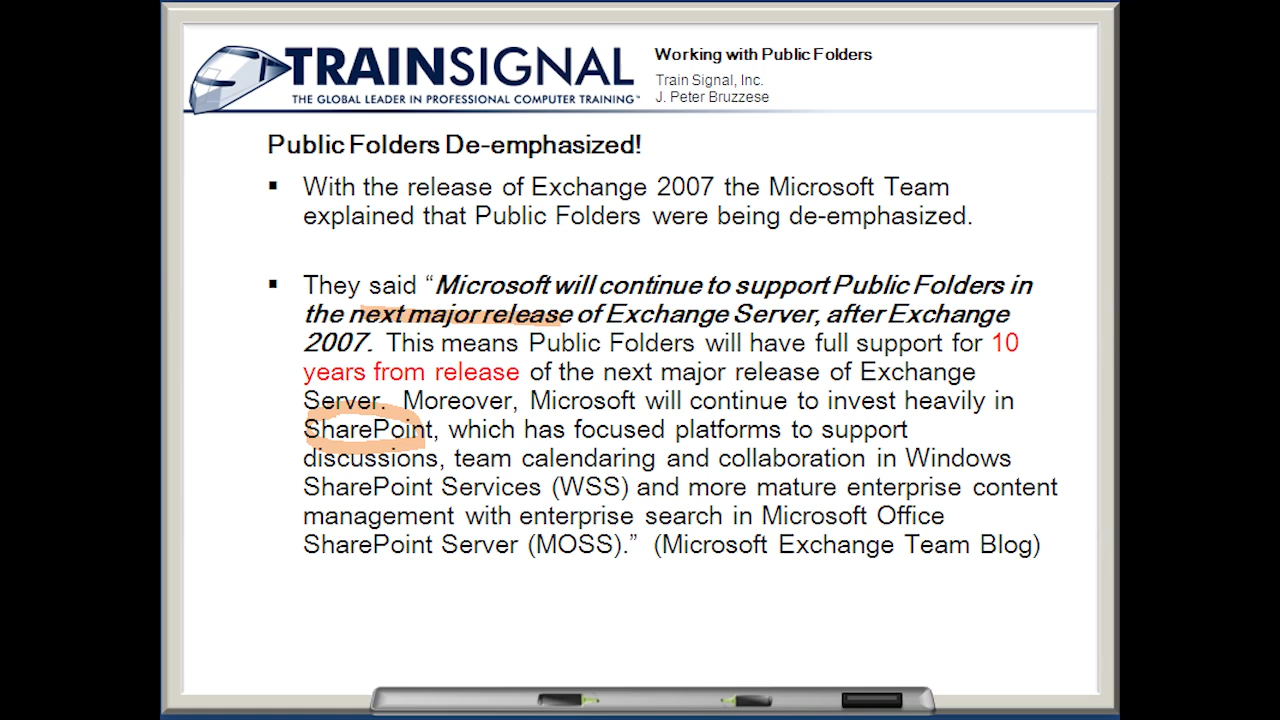 TRAINSIGNAL
THE GLOBAL LEADER IN PROFESSIONAL COMPUTER TRAINING™
Working with Public Folders
Train Signal, Inc.
J. Peter Bruzzese
Public Folders De-emphasized!
▪ With the release of Exchange 2007 the Microsoft Team
explained that Public Folders were being de-emphasized.
▪ They said “Microsoft will continue to support Public Folders in
the next major release of Exchange Server, after Exchange
2007. This means Public Folders will have full support for 10
years from release of the next major release of Exchange
Server. Moreover, Microsoft will continue to invest heavily in
SharePoint, which has focused platforms to support
discussions, team calendaring and collaboration in Windows
SharePoint Services (WSS) and more mature enterprise content
management with enterprise search in Microsoft Office
SharePoint Server (MOSS).” (Microsoft Exchange Team Blog)